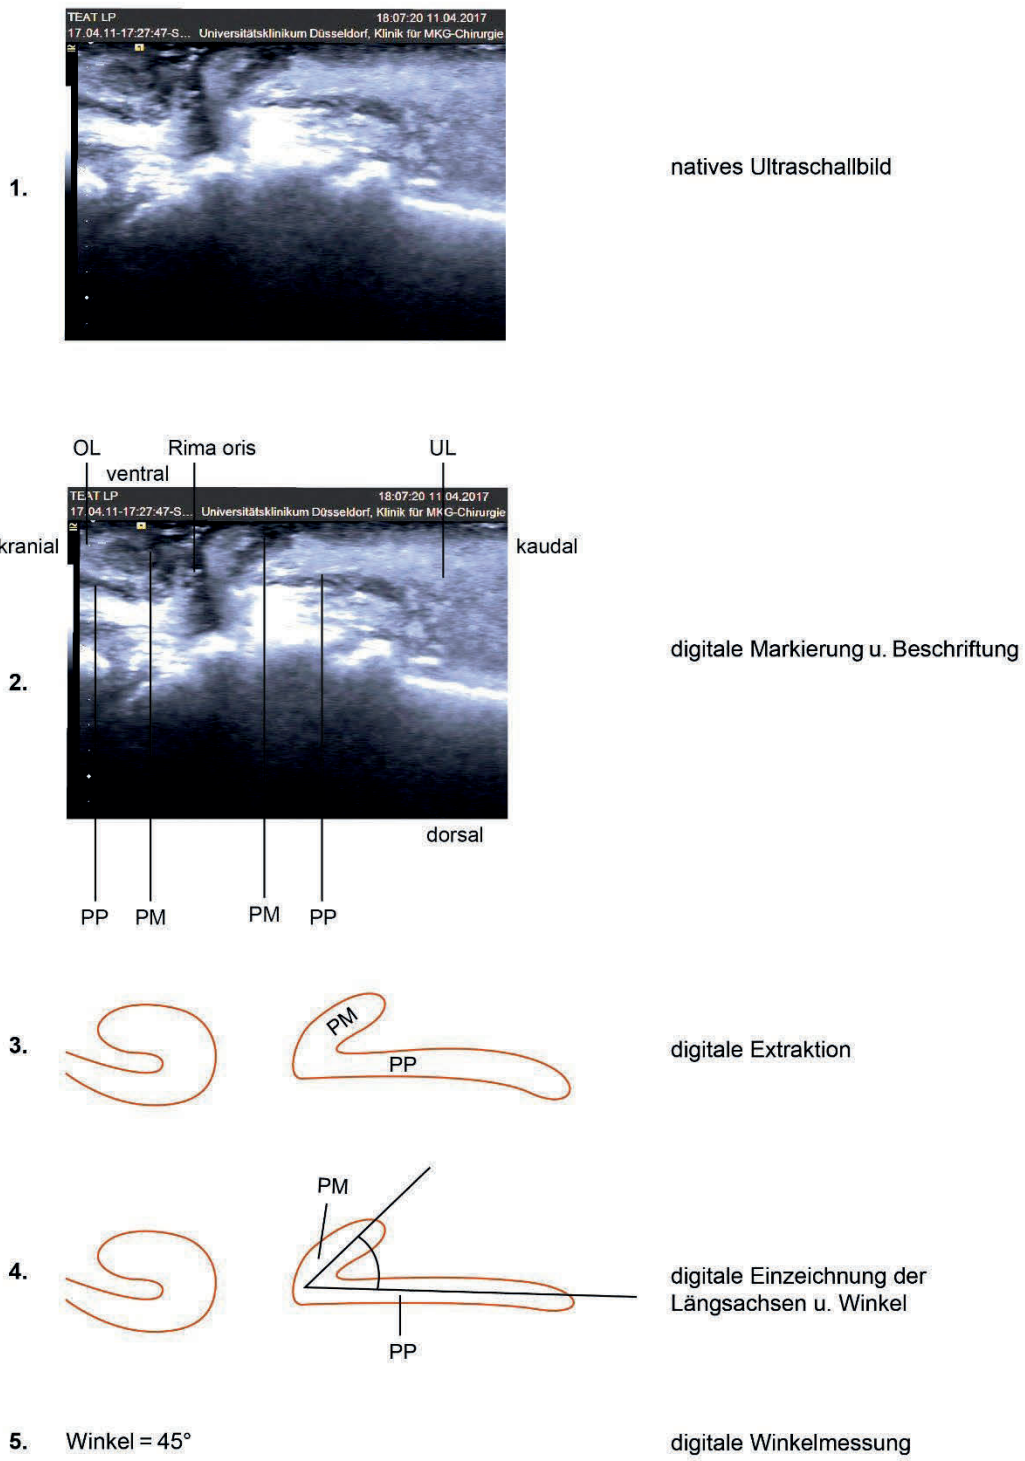 TEAT LP 18:07:20 11.04.2017
17.04.11-17:27:47-S... Universitätsklinikum Düsseldorf, Klinik für MKG-Chirurgie
1.
natives Ultraschallbild
OL Rima oris UL
ventral
TEAT LP 18:07:20 11.04.2017
17.04.11-17:27:47-S... Universitätsklinikum Düsseldorf, Klinik für MKG-Chirurgie
kranial kaudal
2.
digitale Markierung u. Beschriftung
dorsal
PP PM PM PP
3.
PM
PP
digitale Extraktion
PM
4.
digitale Einzeichnung der
Längsachsen u. Winkel
PP
5. Winkel = 45° digitale Winkelmessung